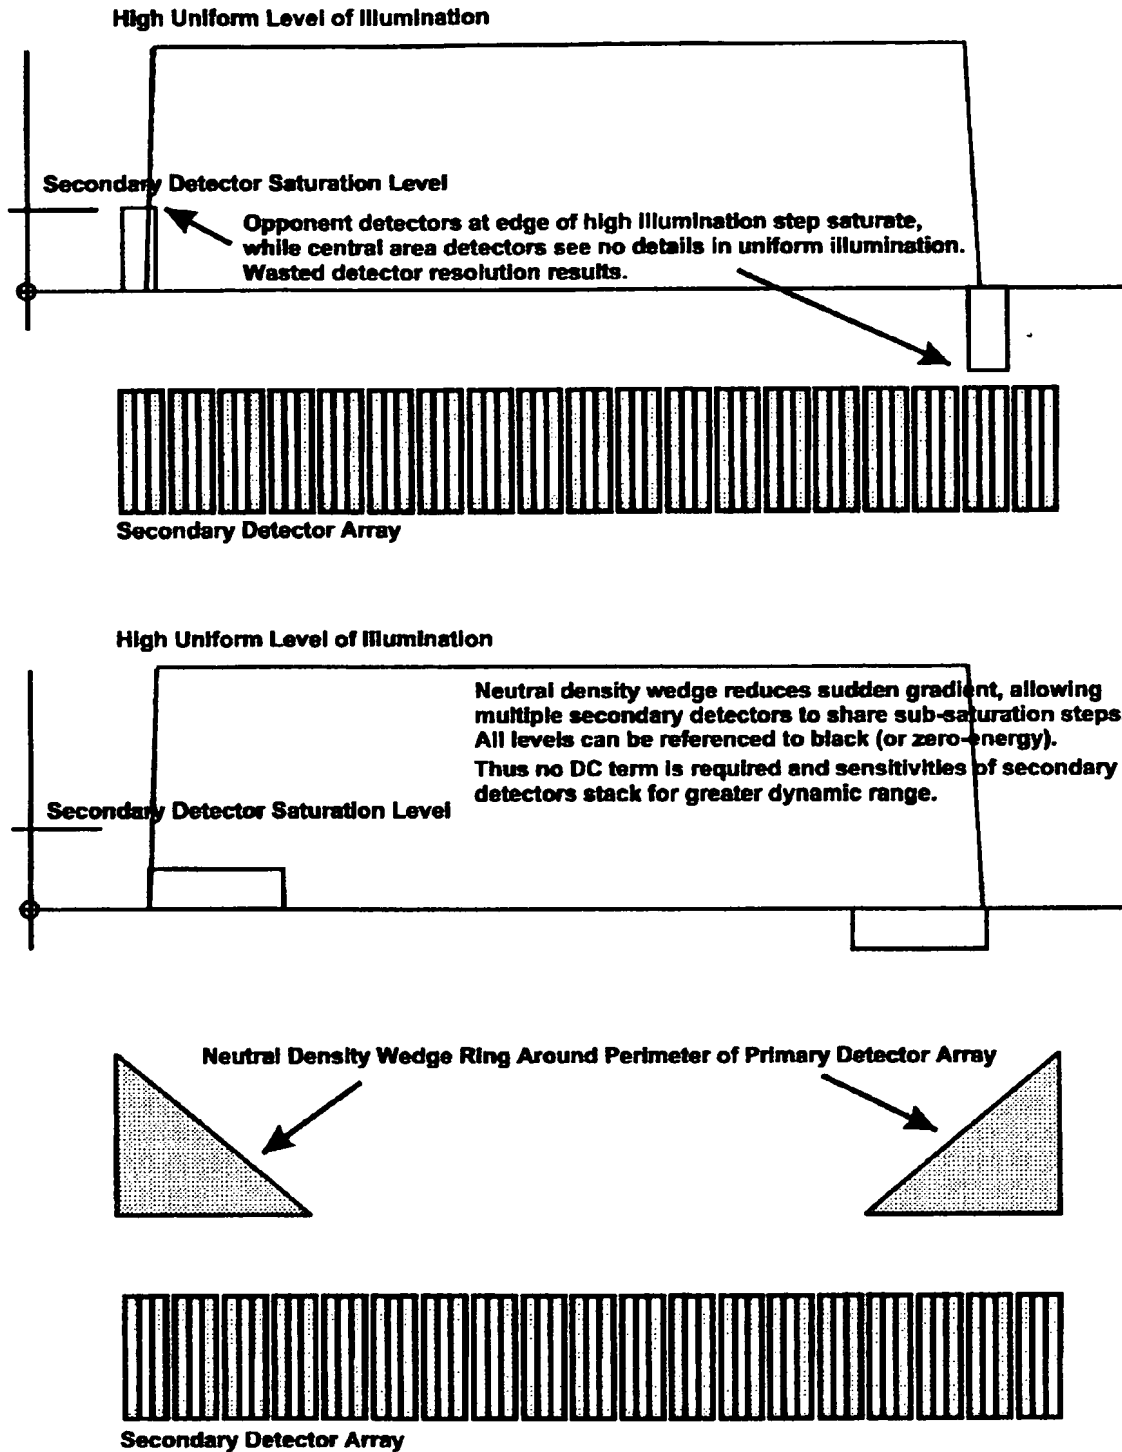 High Uniform Level of Illumination
Secondary Detector Saturation Level
Opponent detectors at edge of high illumination step saturate,
while central area detectors see no details in uniform illumination.
Wasted detector resolution results.
Secondary Detector Array
High Uniform Level of Illumination
Neutral density wedge reduces sudden gradient, allowing
multiple secondary detectors to share sub-saturation steps
All levels can be referenced to black (or zero-energy).
Thus no DC term is required and sensitivities of secondary
detectors stack for greater dynamic range.
Secondary Detector Saturation Level
Neutral Density Wedge Ring Around Perimeter of Primary Detector Array
Secondary Detector Array